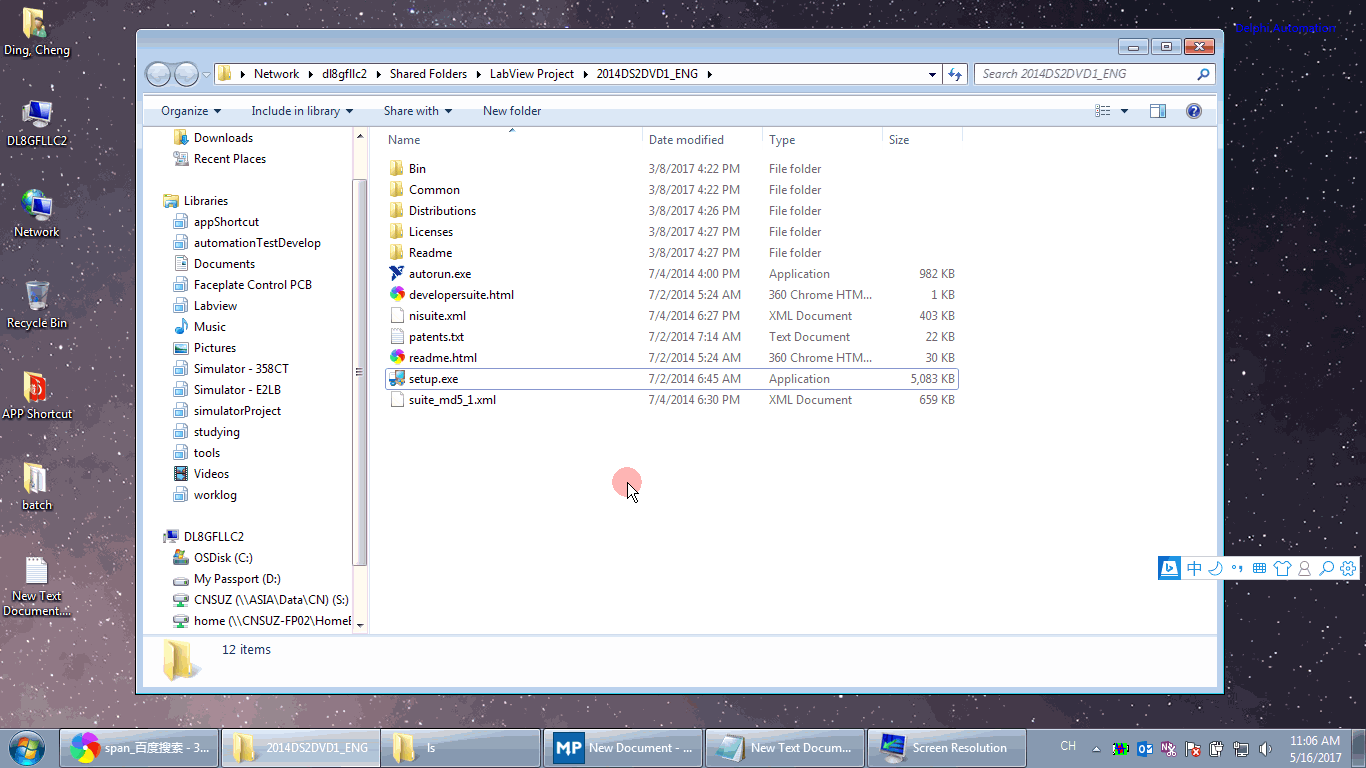 Ding, Cheng
DL8GFLLC2
Network
Recycle Bin
APP Shortcut
batch
New Text
Document....
Delphi Automation
Network
dl8gfllc2
Shared Folders
LabView Project
2014DS2DVD1_ENG
Search 2014DS2DVD1_ENG
Organize
Include in library
Share with
New folder
Downloads
Recent Places
Libraries
appShortcut
automationTestDevelop
Documents
Faceplate Control PCB
Labview
Music
Pictures
Simulator - 358CT
Simulator - E2LB
simulatorProject
studying
tools
Videos
worklog
DL8GFLLC2
OSDisk (C:)
My Passport (D:)
CNSUZ (\\ASIA\Data\CN) (S:)
home (\\CNSUZ-FP02\HomeE
Name Date modified Type Size
Bin 3/8/2017 4:22 PM File folder
Common 3/8/2017 4:22 PM File folder
Distributions 3/8/2017 4:26 PM File folder
Licenses 3/8/2017 4:27 PM File folder
Readme 3/8/2017 4:27 PM File folder
autorun.exe 7/4/2014 4:00 PM Application 982 KB
developersuite.html 7/2/2014 5:24 AM 360 Chrome HTM... 1 KB
nisuite.xml 7/4/2014 6:27 PM XML Document 403 KB
patents.txt 7/2/2014 7:14 AM Text Document 22 KB
readme.html 7/2/2014 5:24 AM 360 Chrome HTM... 30 KB
setup.exe 7/2/2014 6:45 AM Application 5,083 KB
suite_md5_1.xml 7/4/2014 6:30 PM XML Document 659 KB
12 items
中
span_百度搜索 - 3...
2014DS2DVD1_ENG
ls
MP New Document - ...
New Text Docum...
Screen Resolution
CH
11:06 AM
5/16/2017